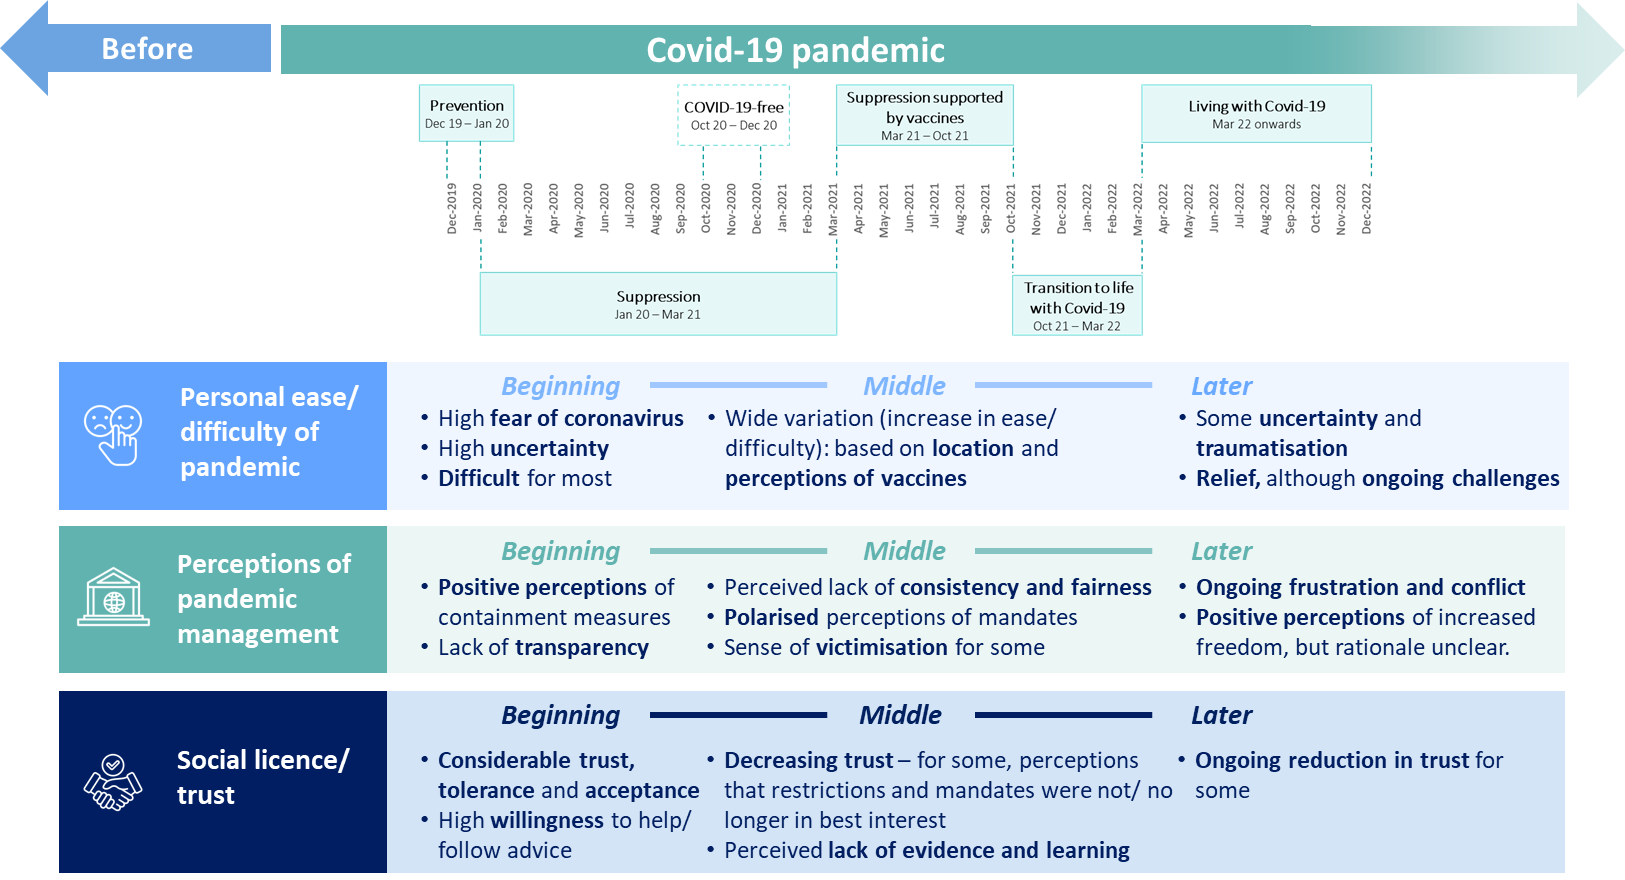 Before
Covid-19 pandemic
Prevention
Dec 19 – Jan 20
COVID-19-free
Oct 20 – Dec 20
Suppression supported
by vaccines
Mar 21 – Oct 21
Living with Covid-19
Mar 22 onwards
Dec-2019
Jan-2020
Feb-2020
Mar-2020
Apr-2020
May-2020
Jun-2020
Jul-2020
Aug-2020
Sep-2020
Oct-2020
Nov-2020
Dec-2020
Jan-2021
Feb-2021
Mar-2021
Apr-2021
May-2021
Jun-2021
Jul-2021
Aug-2021
Sep-2021
Oct-2021
Nov-2021
Dec-2021
Jan-2022
Feb-2022
Mar-2022
Apr-2022
May-2022
Jun-2022
Jul-2022
Aug-2022
Sep-2022
Oct-2022
Nov-2022
Dec-2022
Suppression
Jan 20 – Mar 21
Transition to life
with Covid-19
Oct 21 – Mar 22
Personal ease/
difficulty of
pandemic
Beginning
• High fear of coronavirus
• High uncertainty
• Difficult for most
Middle
• Wide variation (increase in ease/
difficulty): based on location and
perceptions of vaccines
Later
• Some uncertainty and
traumatisation
• Relief, although ongoing challenges
Perceptions of
pandemic
management
Beginning
• Positive perceptions of
containment measures
• Lack of transparency
Middle
• Perceived lack of consistency and fairness
• Polarised perceptions of mandates
• Sense of victimisation for some
Later
• Ongoing frustration and conflict
• Positive perceptions of increased
freedom, but rationale unclear.
Social licence/
trust
Beginning
• Considerable trust,
tolerance and acceptance
• High willingness to help/
follow advice
Middle
• Decreasing trust – for some, perceptions
that restrictions and mandates were not/ no
longer in best interest
• Perceived lack of evidence and learning
Later
• Ongoing reduction in trust for
some